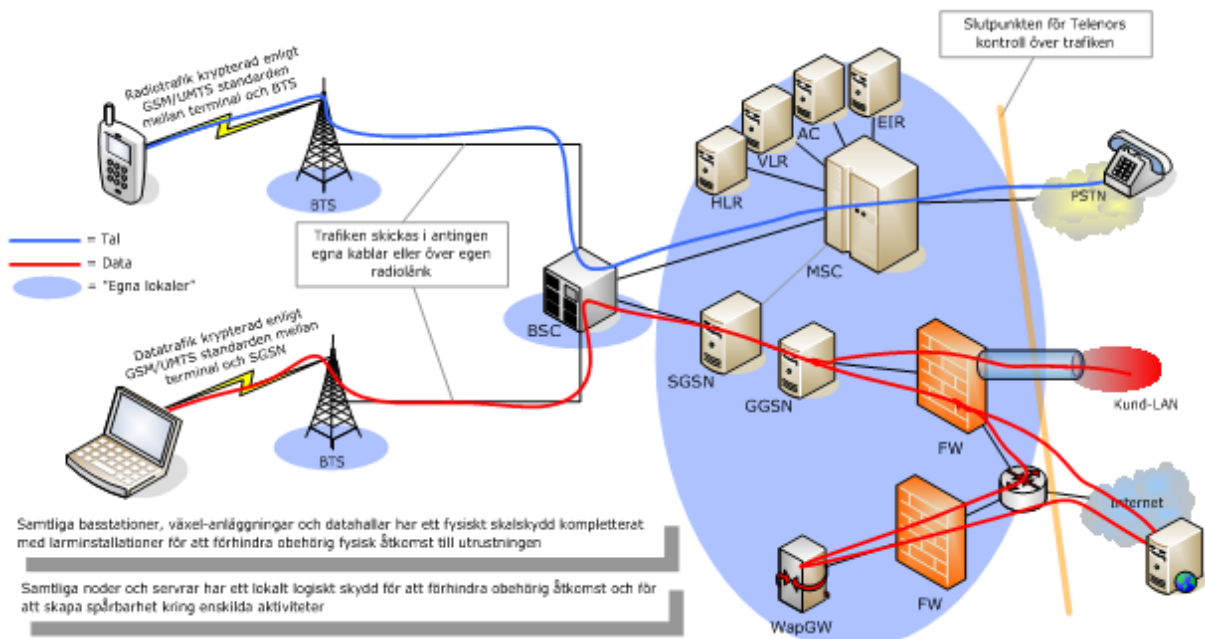 Slutpunkten för Telenors
kontroll över trafiken
Radiotrafik krypterad enligt
GSM/UMTS standarden
mellan terminal och BTS
EIR
AC
VLR
HLR
BTS
PSTN
= Tal
= Data
= "Egna lokaler"
Trafiken skickas i antingen
egna kablar eller över egen
radiolänk
MSC
BSC
Datatrafik krypterad enligt
GSM/UMTS standarden mellan
terminal och SGSN
SGSN
GGSN
Kund-LAN
FW
BTS
Internet
Samtliga basstationer, växel-anläggningar och datahallar har ett fysiskt skalskydd kompletterat
med larminstallationer för att förhindra obehörig fysisk åtkomst till utrustningen
Samtliga noder och servrar har ett lokalt logiskt skydd för att förhindra obehörig åtkomst och för
att skapa spårbarhet kring enskilda aktiviteter
FW
WapGW